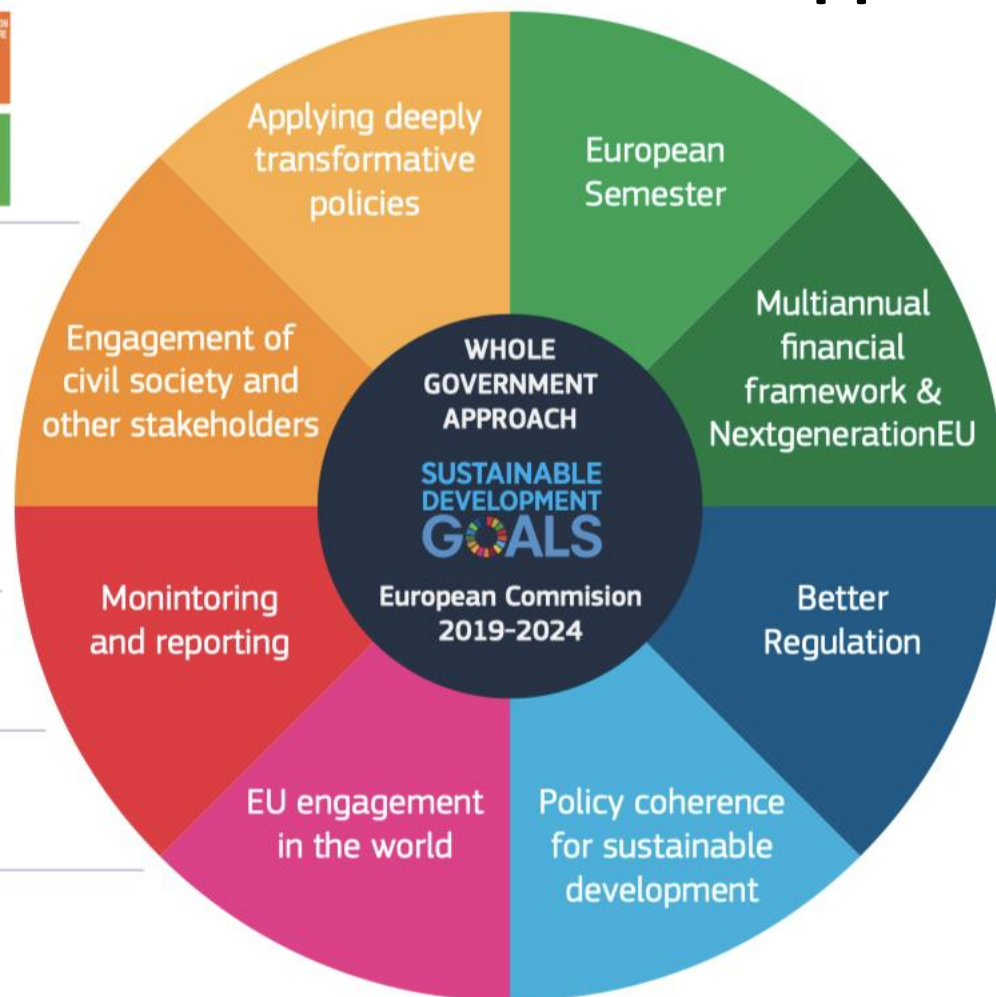 Applying deeply
transformative
policies
European
Semester
Multiannual
financial
framework &
NextgenerationEU
Better
Regulation
Policy coherence
for sustainable
development
EU engagement
in the world
Monintoring
and reporting
Engagement of
civil society and
other stakeholders
WHOLE
GOVERNMENT
APPROACH
SUSTAINABLE
DEVELOPMENT
GOALS
European Commision
2019-2024